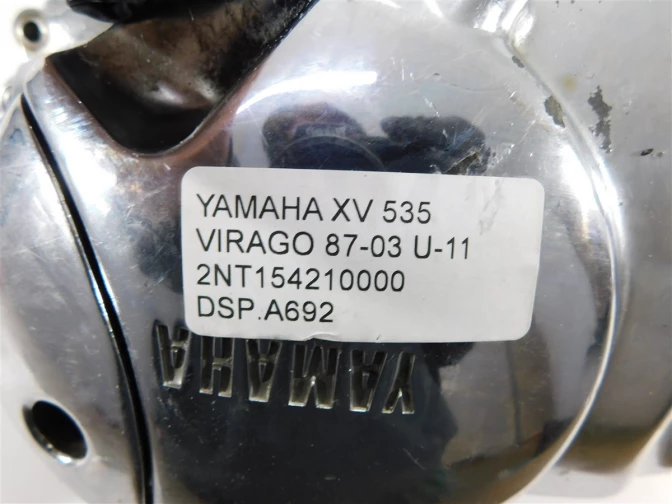 YAMAHA XV 535
VIRAGO 87-03 U-11
2NT154210000
DSP.A692
YAMAHA